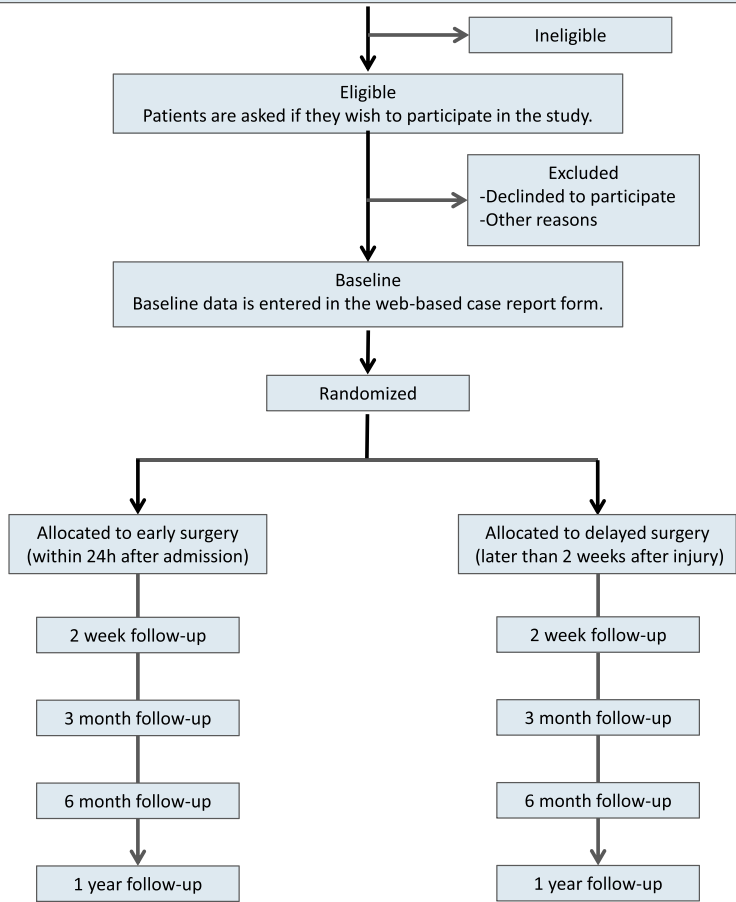 Ineligible
Eligible
Patients are asked if they wish to participate in the study.
Excluded
-Declinded to participate
-Other reasons
Baseline
Baseline data is entered in the web-based case report form.
Randomized
Allocated to early surgery
(within 24h after admission)
Allocated to delayed surgery
(later than 2 weeks after injury)
2 week follow-up
2 week follow-up
3 month follow-up
3 month follow-up
6 month follow-up
6 month follow-up
1 year follow-up
1 year follow-up